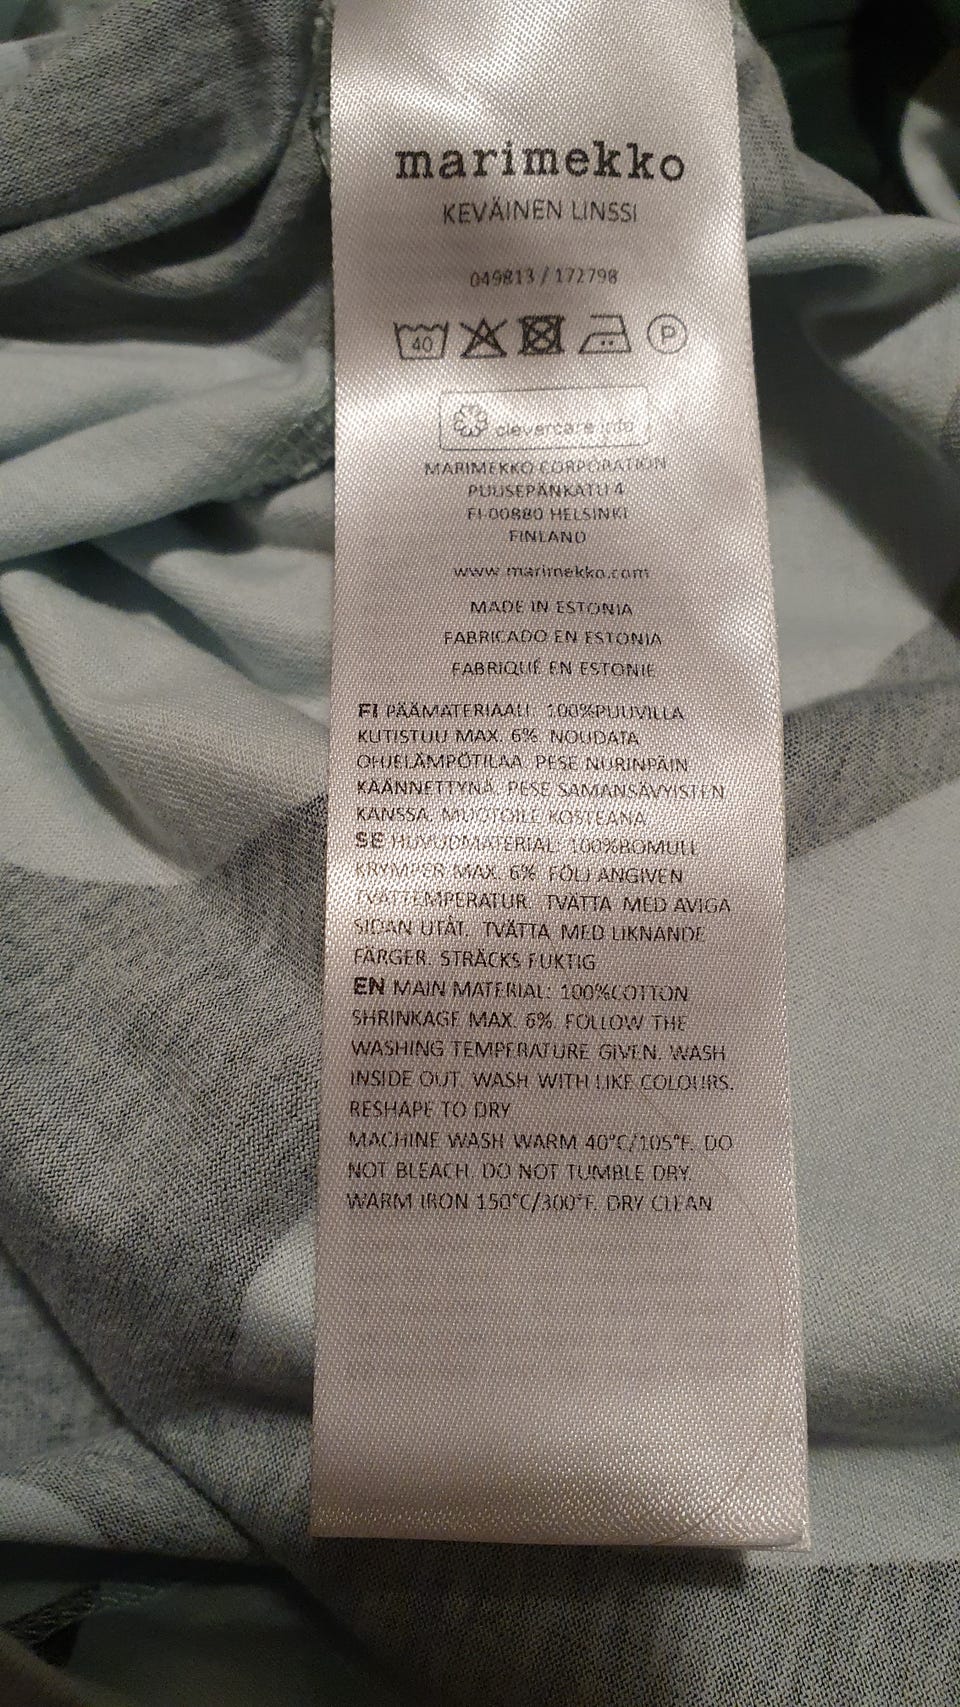 marimekko
KEVÄINEN LINSSI
049813 / 172798
40 P
clevercare.info
MARIMEKKO CORPORATION
PUUSEPÄNKATU 4
FI-00880 HELSINKI
FINLAND
www.marimekko.com
MADE IN ESTONIA
FABRICADO EN ESTONIA
FABRIQUÉ EN ESTONIE
FI PÄÄMATERIAALI: 100%PUUVILLA
KUTISTUU MAX. 6%. NOUDATA
OHJELÄMPÖTILAA. PESE NURINPÄIN
KÄÄNNETTYNÄ. PESE SAMANSÄVYISTEN
KANSSA. MUOTOILE KOSTEANA
SE HUVUDMATERIAL: 100%BOMULL
KRYMPER MAX. 6%. FÖLJ ANGIVEN
TVÄTTEMPERATUR. TVÄTTA MED AVIGA
SIDAN UTÅT. TVÄTTA MED LIKNANDE
FÄRGER. STRÄCKS FUKTIG
EN MAIN MATERIAL: 100%COTTON
SHRINKAGE MAX. 6%. FOLLOW THE
WASHING TEMPERATURE GIVEN. WASH
INSIDE OUT. WASH WITH LIKE COLOURS.
RESHAPE TO DRY
MACHINE WASH WARM 40°C/105°F. DO
NOT BLEACH. DO NOT TUMBLE DRY.
WARM IRON 150°C/300°F. DRY CLEAN